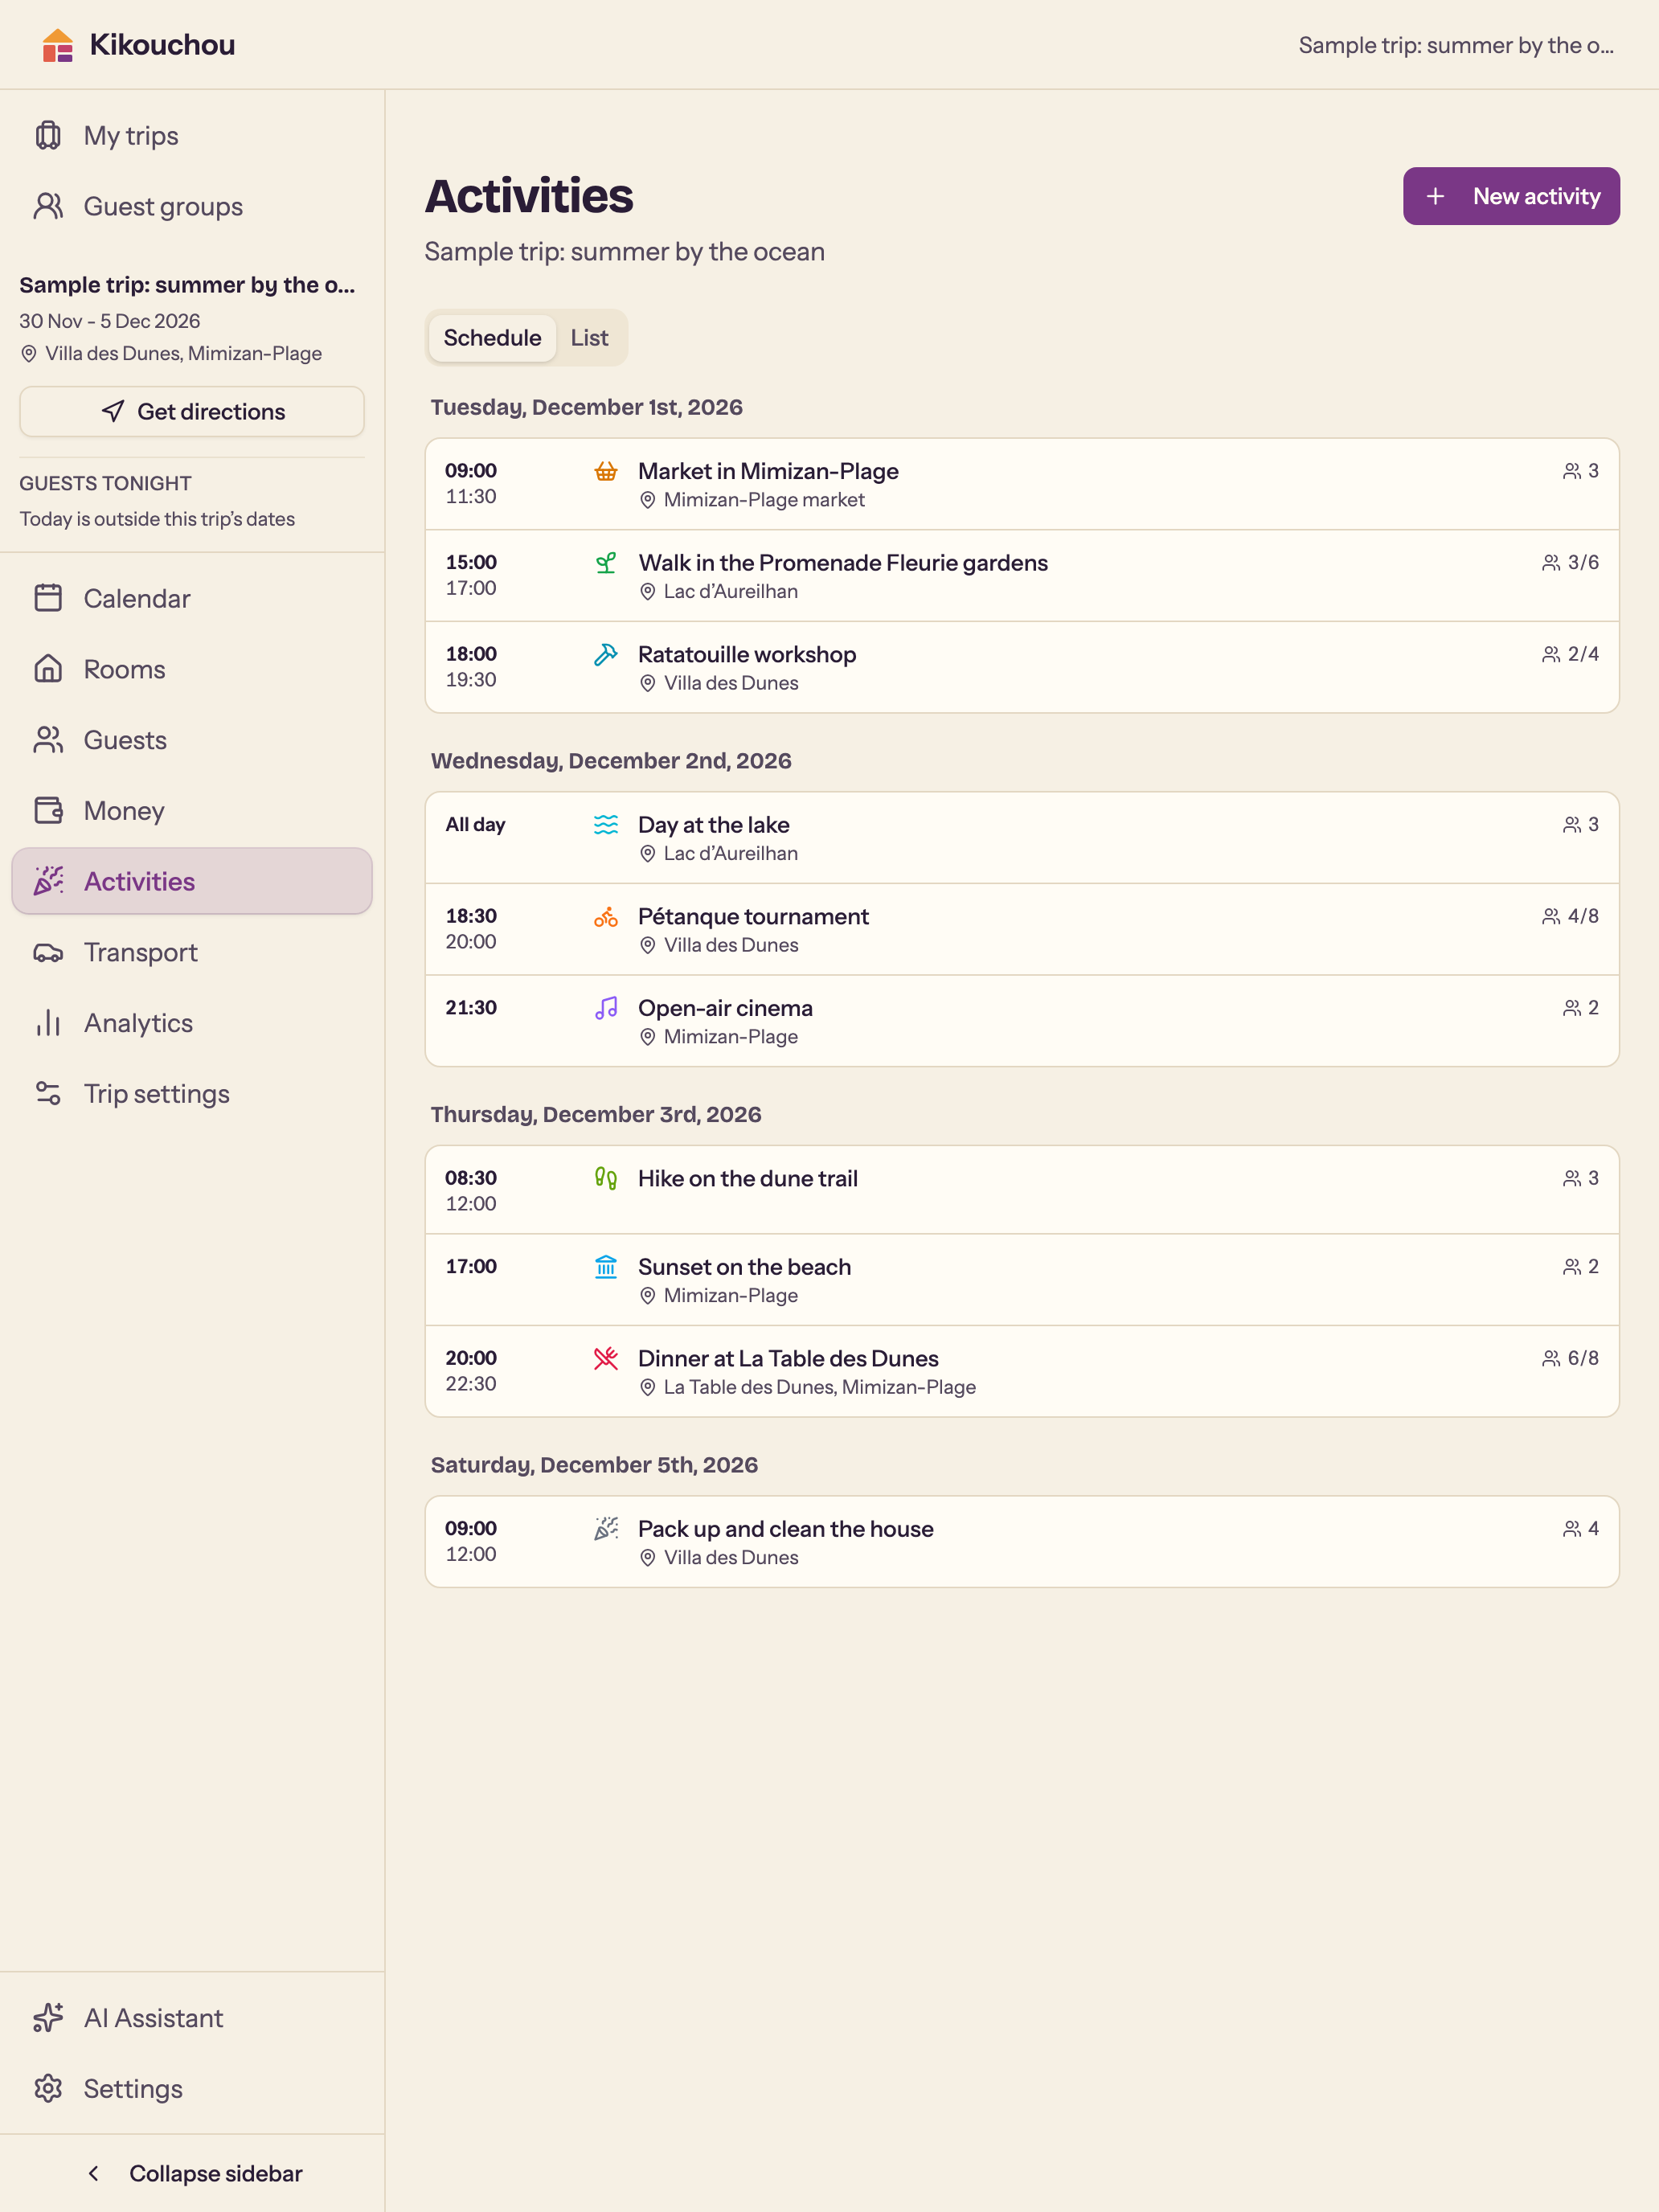 Kikouchou
Sample trip: summer by the o...
My trips
Guest groups
Sample trip: summer by the o...
30 Nov - 5 Dec 2026
Villa des Dunes, Mimizan-Plage
Get directions
GUESTS TONIGHT
Today is outside this trip’s dates
Calendar
Rooms
Guests
Money
Activities
Transport
Analytics
Trip settings
AI Assistant
Settings
Collapse sidebar
Activities
New activity
Sample trip: summer by the ocean
Schedule
List
Tuesday, December 1st, 2026
09:00
11:30
Market in Mimizan-Plage
Mimizan-Plage market
3
15:00
17:00
Walk in the Promenade Fleurie gardens
Lac d’Aureilhan
3/6
18:00
19:30
Ratatouille workshop
Villa des Dunes
2/4
Wednesday, December 2nd, 2026
All day
Day at the lake
Lac d’Aureilhan
3
18:30
20:00
Pétanque tournament
Villa des Dunes
4/8
21:30
Open-air cinema
Mimizan-Plage
2
Thursday, December 3rd, 2026
08:30
12:00
Hike on the dune trail
3
17:00
Sunset on the beach
Mimizan-Plage
2
20:00
22:30
Dinner at La Table des Dunes
La Table des Dunes, Mimizan-Plage
6/8
Saturday, December 5th, 2026
09:00
12:00
Pack up and clean the house
Villa des Dunes
4